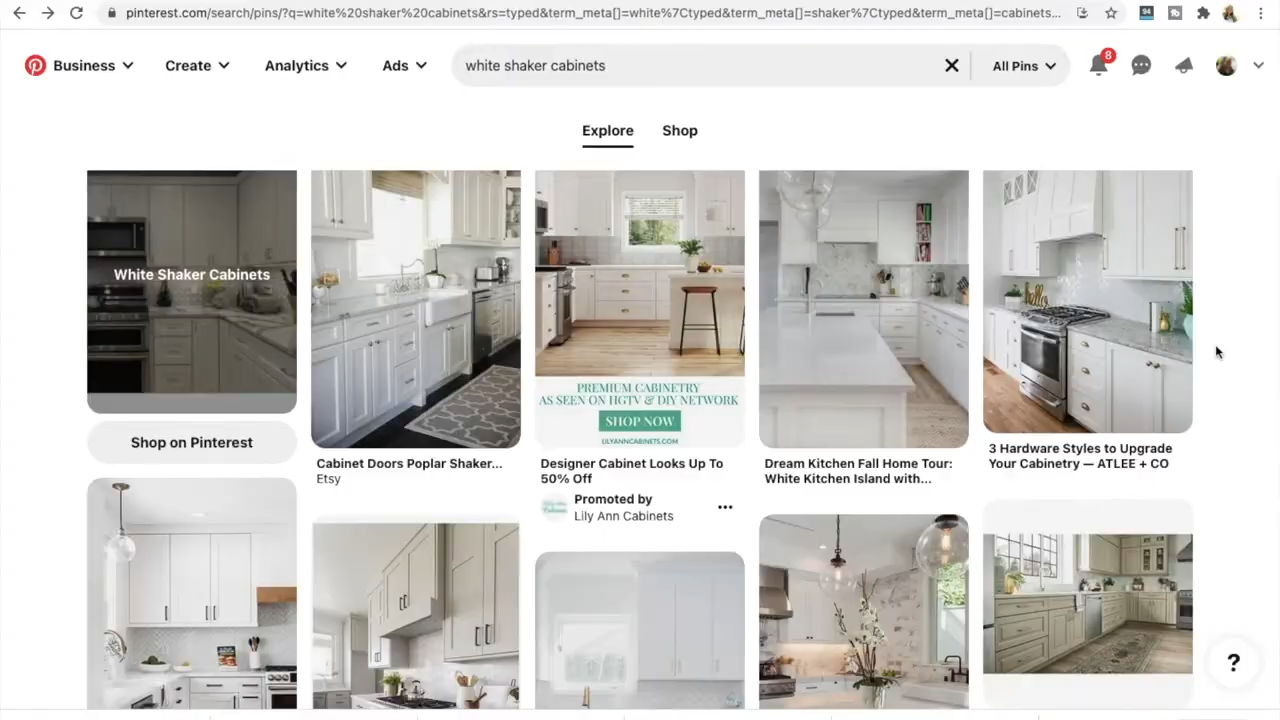 pinterest.com/search/pins/?q=white%20shaker%20cabinets&rs=typed&term_meta[]=white%7Ctyped&term_meta[]=shaker%7Ctyped&term_meta[]=cabinets...
94
Business
Create
Analytics
Ads
white shaker cabinets
All Pins
8
Explore
Shop
White Shaker Cabinets
Shop on Pinterest
Cabinet Doors Poplar Shaker...
Etsy
PREMIUM CABINETRY
AS SEEN ON HGTV & DIY NETWORK
SHOP NOW
LILYANNCABINETS.COM
Designer Cabinet Looks Up To
50% Off
Promoted by
Lily Ann Cabinets
Dream Kitchen Fall Home Tour:
White Kitchen Island with...
hello
3 Hardware Styles to Upgrade
Your Cabinetry — ATLEE + CO
?